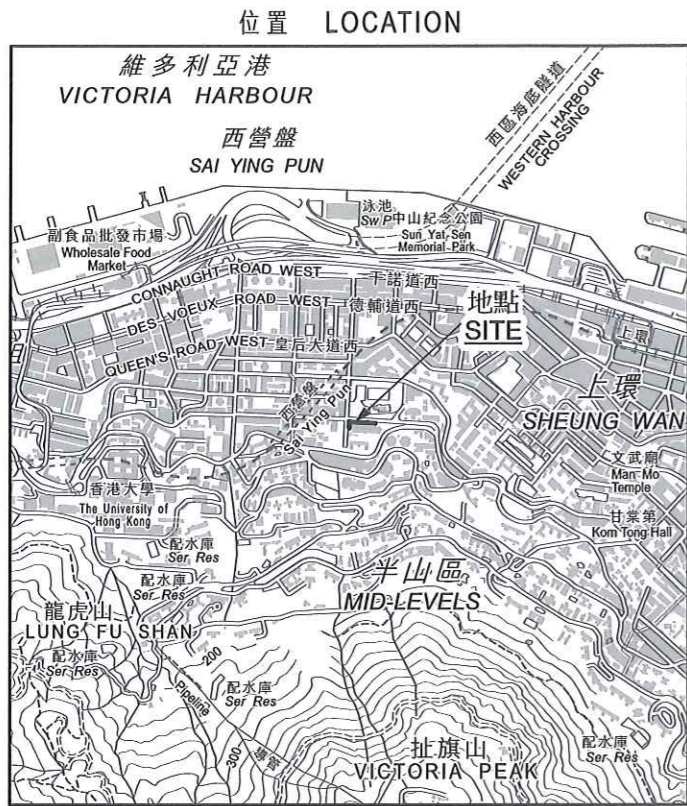 位置 LOCATION
維多利亞港
VICTORIA HARBOUR
西區海底隧道
WESTERN HARBOUR
CROSSING
西營盤
SAI YING PUN
泳池
Sw P
中山紀念公園
Sun Yat Sen
Memorial Park
副食品批發市場
Wholesale Food
Market
CONNAUGHT ROAD WEST
干諾道西
DES VOEUX ROAD WEST
德輔道西
地點
SITE
QUEEN'S ROAD WEST
皇后大道西
上環
上環
SHEUNG WAN
西營盤
Sai Ying Pun
文武廟
Man Mo
Temple
香港大學
The University of
Hong Kong
甘棠第
Kom Tong Hall
配水庫
Ser Res
配水庫
Ser Res
半山區
MID-LEVELS
龍虎山
LUNG FU SHAN
配水庫
Ser Res
200
配水庫
Ser Res
Pipeline
導管
300
扯旗山
VICTORIA PEAK
配水庫
Ser Res